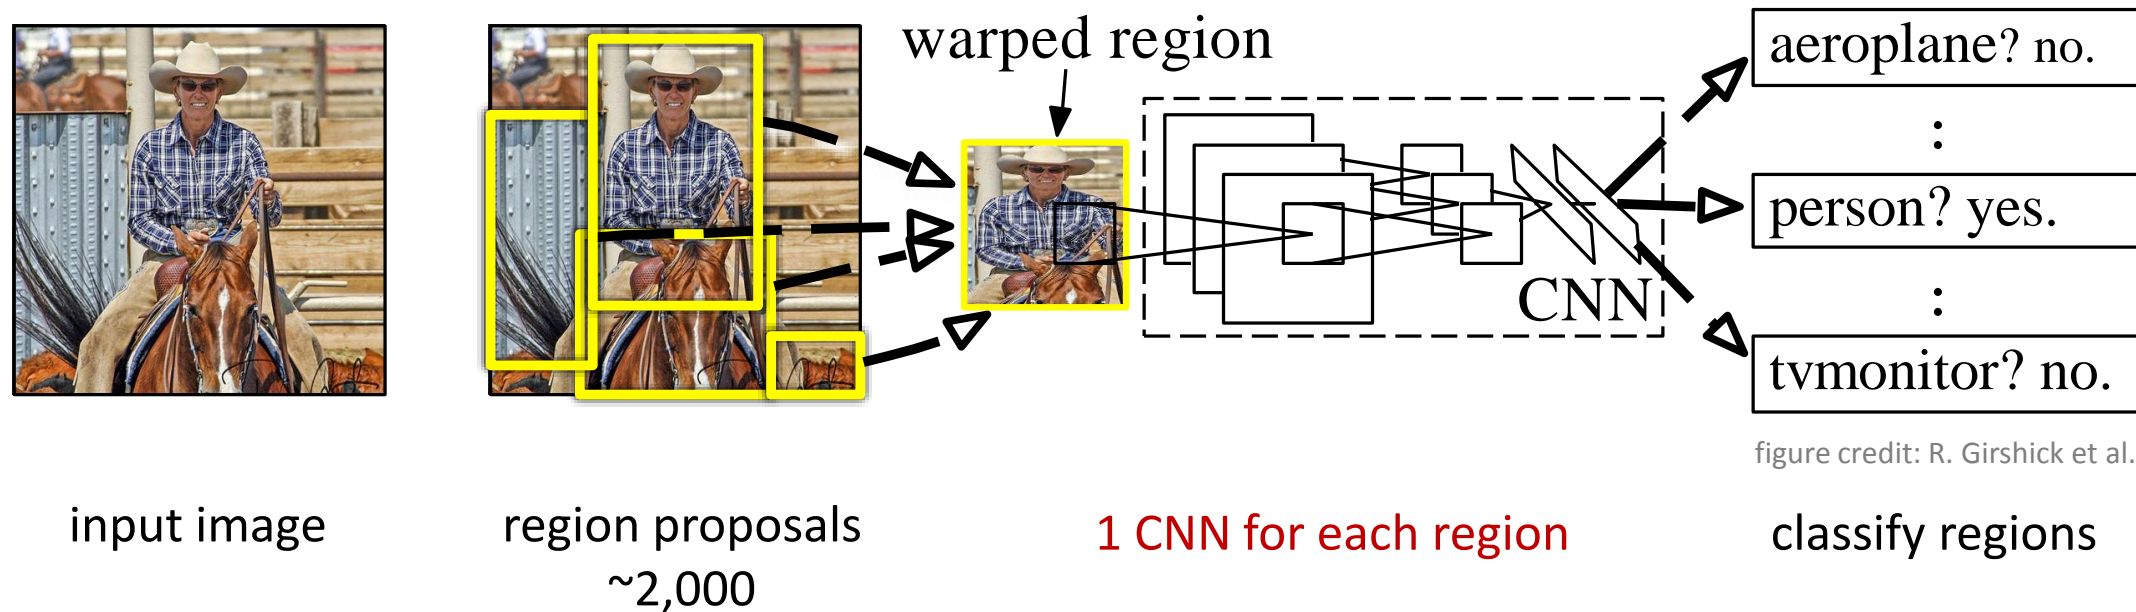 warped region
aeroplane? no.
:
person? yes.
:
CNN
tvmonitor? no.
figure credit: R. Girshick et al.
input image
region proposals
~2,000
1 CNN for each region
classify regions